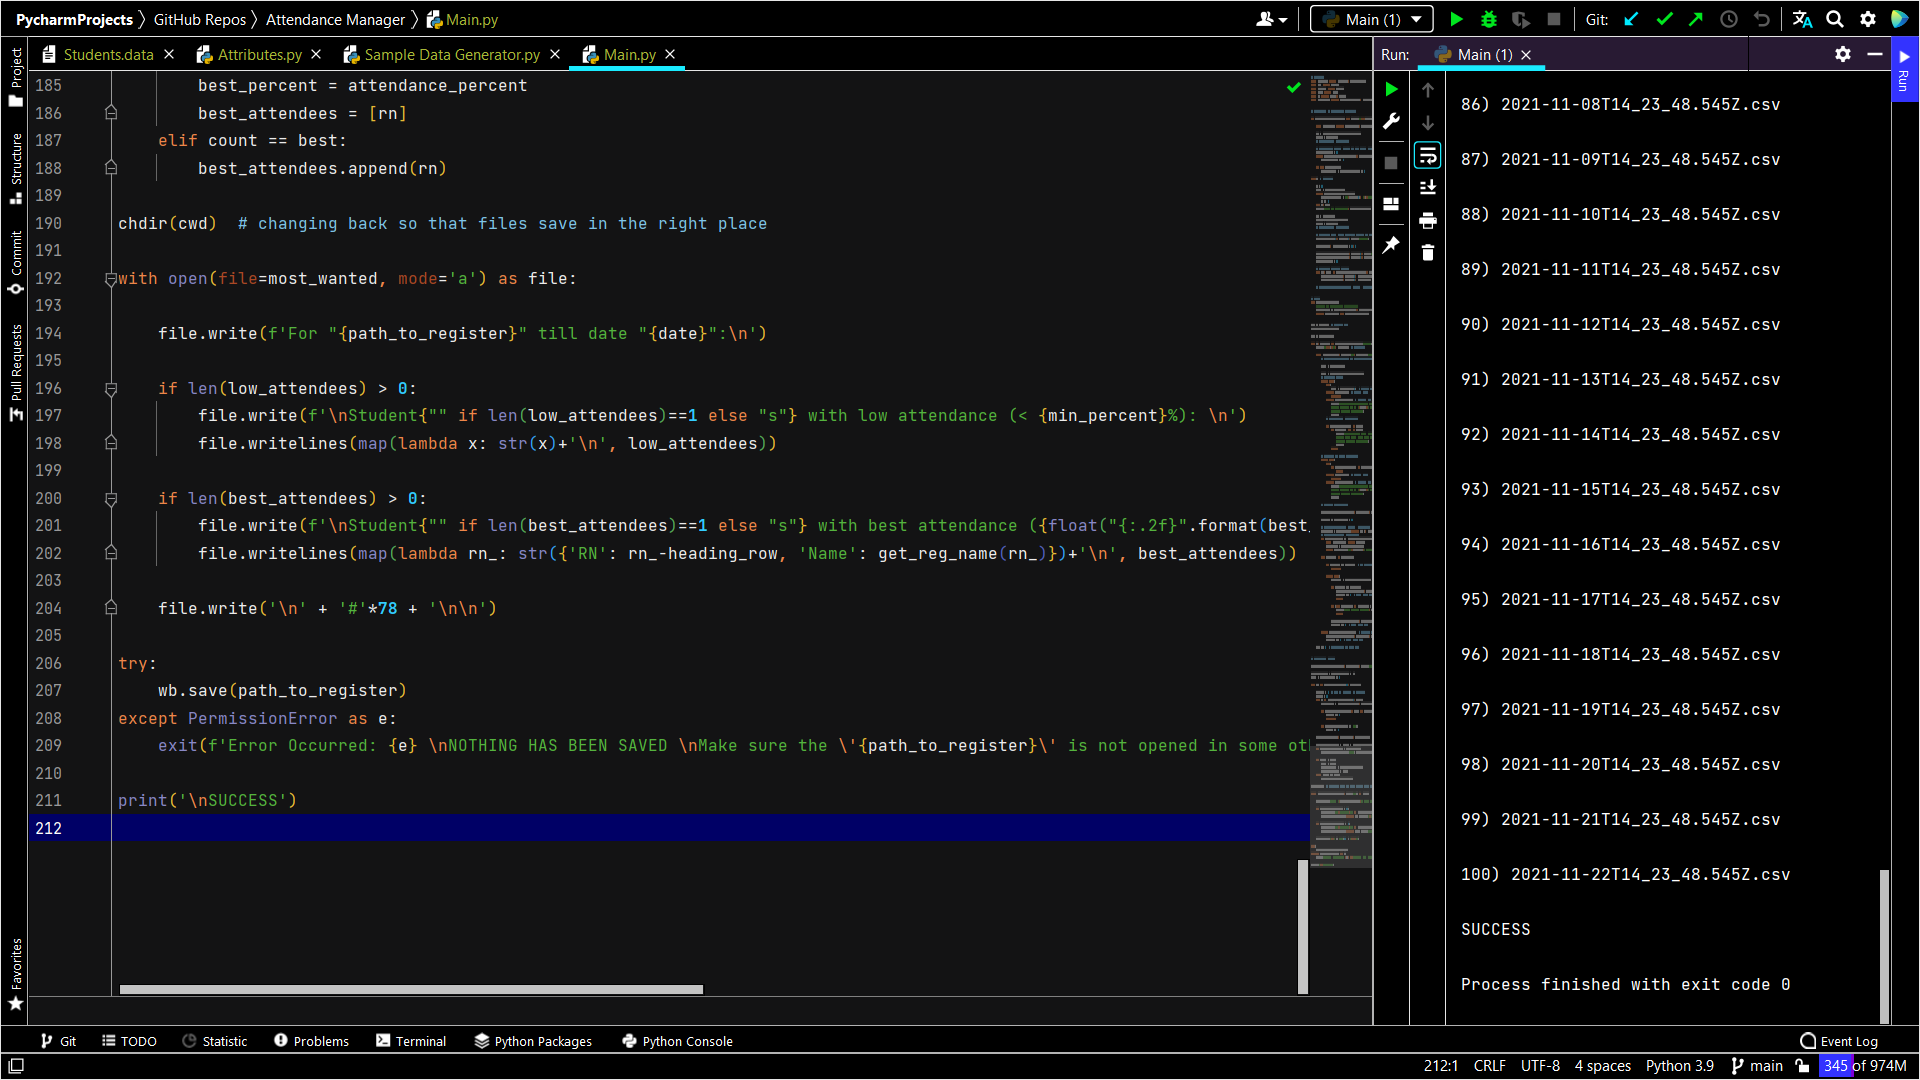 PycharmProjects GitHub Repos Attendance Manager Main.py
Main (1) Git:
Students.data Attributes.py Sample Data Generator.py Main.py
Run: Main (1)
Project
Structure
Commit
Pull Requests
Favorites
Run
185 best_percent = attendance_percent
186 best_attendees = [rn]
187 elif count == best:
188 best_attendees.append(rn)
189
190 chdir(cwd)  # changing back so that files save in the right place
191
192 with open(file=most_wanted, mode='a') as file:
193
194 file.write(f'For "{path_to_register}" till date "{date}":\n')
195
196 if len(low_attendees) > 0:
197 file.write(f'\nStudent{"" if len(low_attendees)==1 else "s"} with low attendance (< {min_percent}%): \n')
198 file.writelines(map(lambda x: str(x)+'\n', low_attendees))
199
200 if len(best_attendees) > 0:
201 file.write(f'\nStudent{"" if len(best_attendees)==1 else "s"} with best attendance ({float("{:.2f}".format(best_
202 file.writelines(map(lambda rn_: str({'RN': rn_-heading_row, 'Name': get_reg_name(rn_)})+'\n', best_attendees))
203
204 file.write('\n' + '#'*78 + '\n\n')
205
206 try:
207 wb.save(path_to_register)
208 except PermissionError as e:
209 exit(f'Error Occurred: {e} \nNOTHING HAS BEEN SAVED \nMake sure the \'{path_to_register}\' is not opened in some ot
210
211 print('\nSUCCESS')
212
86) 2021-11-08T14_23_48.545Z.csv
87) 2021-11-09T14_23_48.545Z.csv
88) 2021-11-10T14_23_48.545Z.csv
89) 2021-11-11T14_23_48.545Z.csv
90) 2021-11-12T14_23_48.545Z.csv
91) 2021-11-13T14_23_48.545Z.csv
92) 2021-11-14T14_23_48.545Z.csv
93) 2021-11-15T14_23_48.545Z.csv
94) 2021-11-16T14_23_48.545Z.csv
95) 2021-11-17T14_23_48.545Z.csv
96) 2021-11-18T14_23_48.545Z.csv
97) 2021-11-19T14_23_48.545Z.csv
98) 2021-11-20T14_23_48.545Z.csv
99) 2021-11-21T14_23_48.545Z.csv
100) 2021-11-22T14_23_48.545Z.csv
SUCCESS
Process finished with exit code 0
Git TODO Statistic Problems Terminal Python Packages Python Console Event Log
212:1 CRLF UTF-8 4 spaces Python 3.9 main 345 of 974M